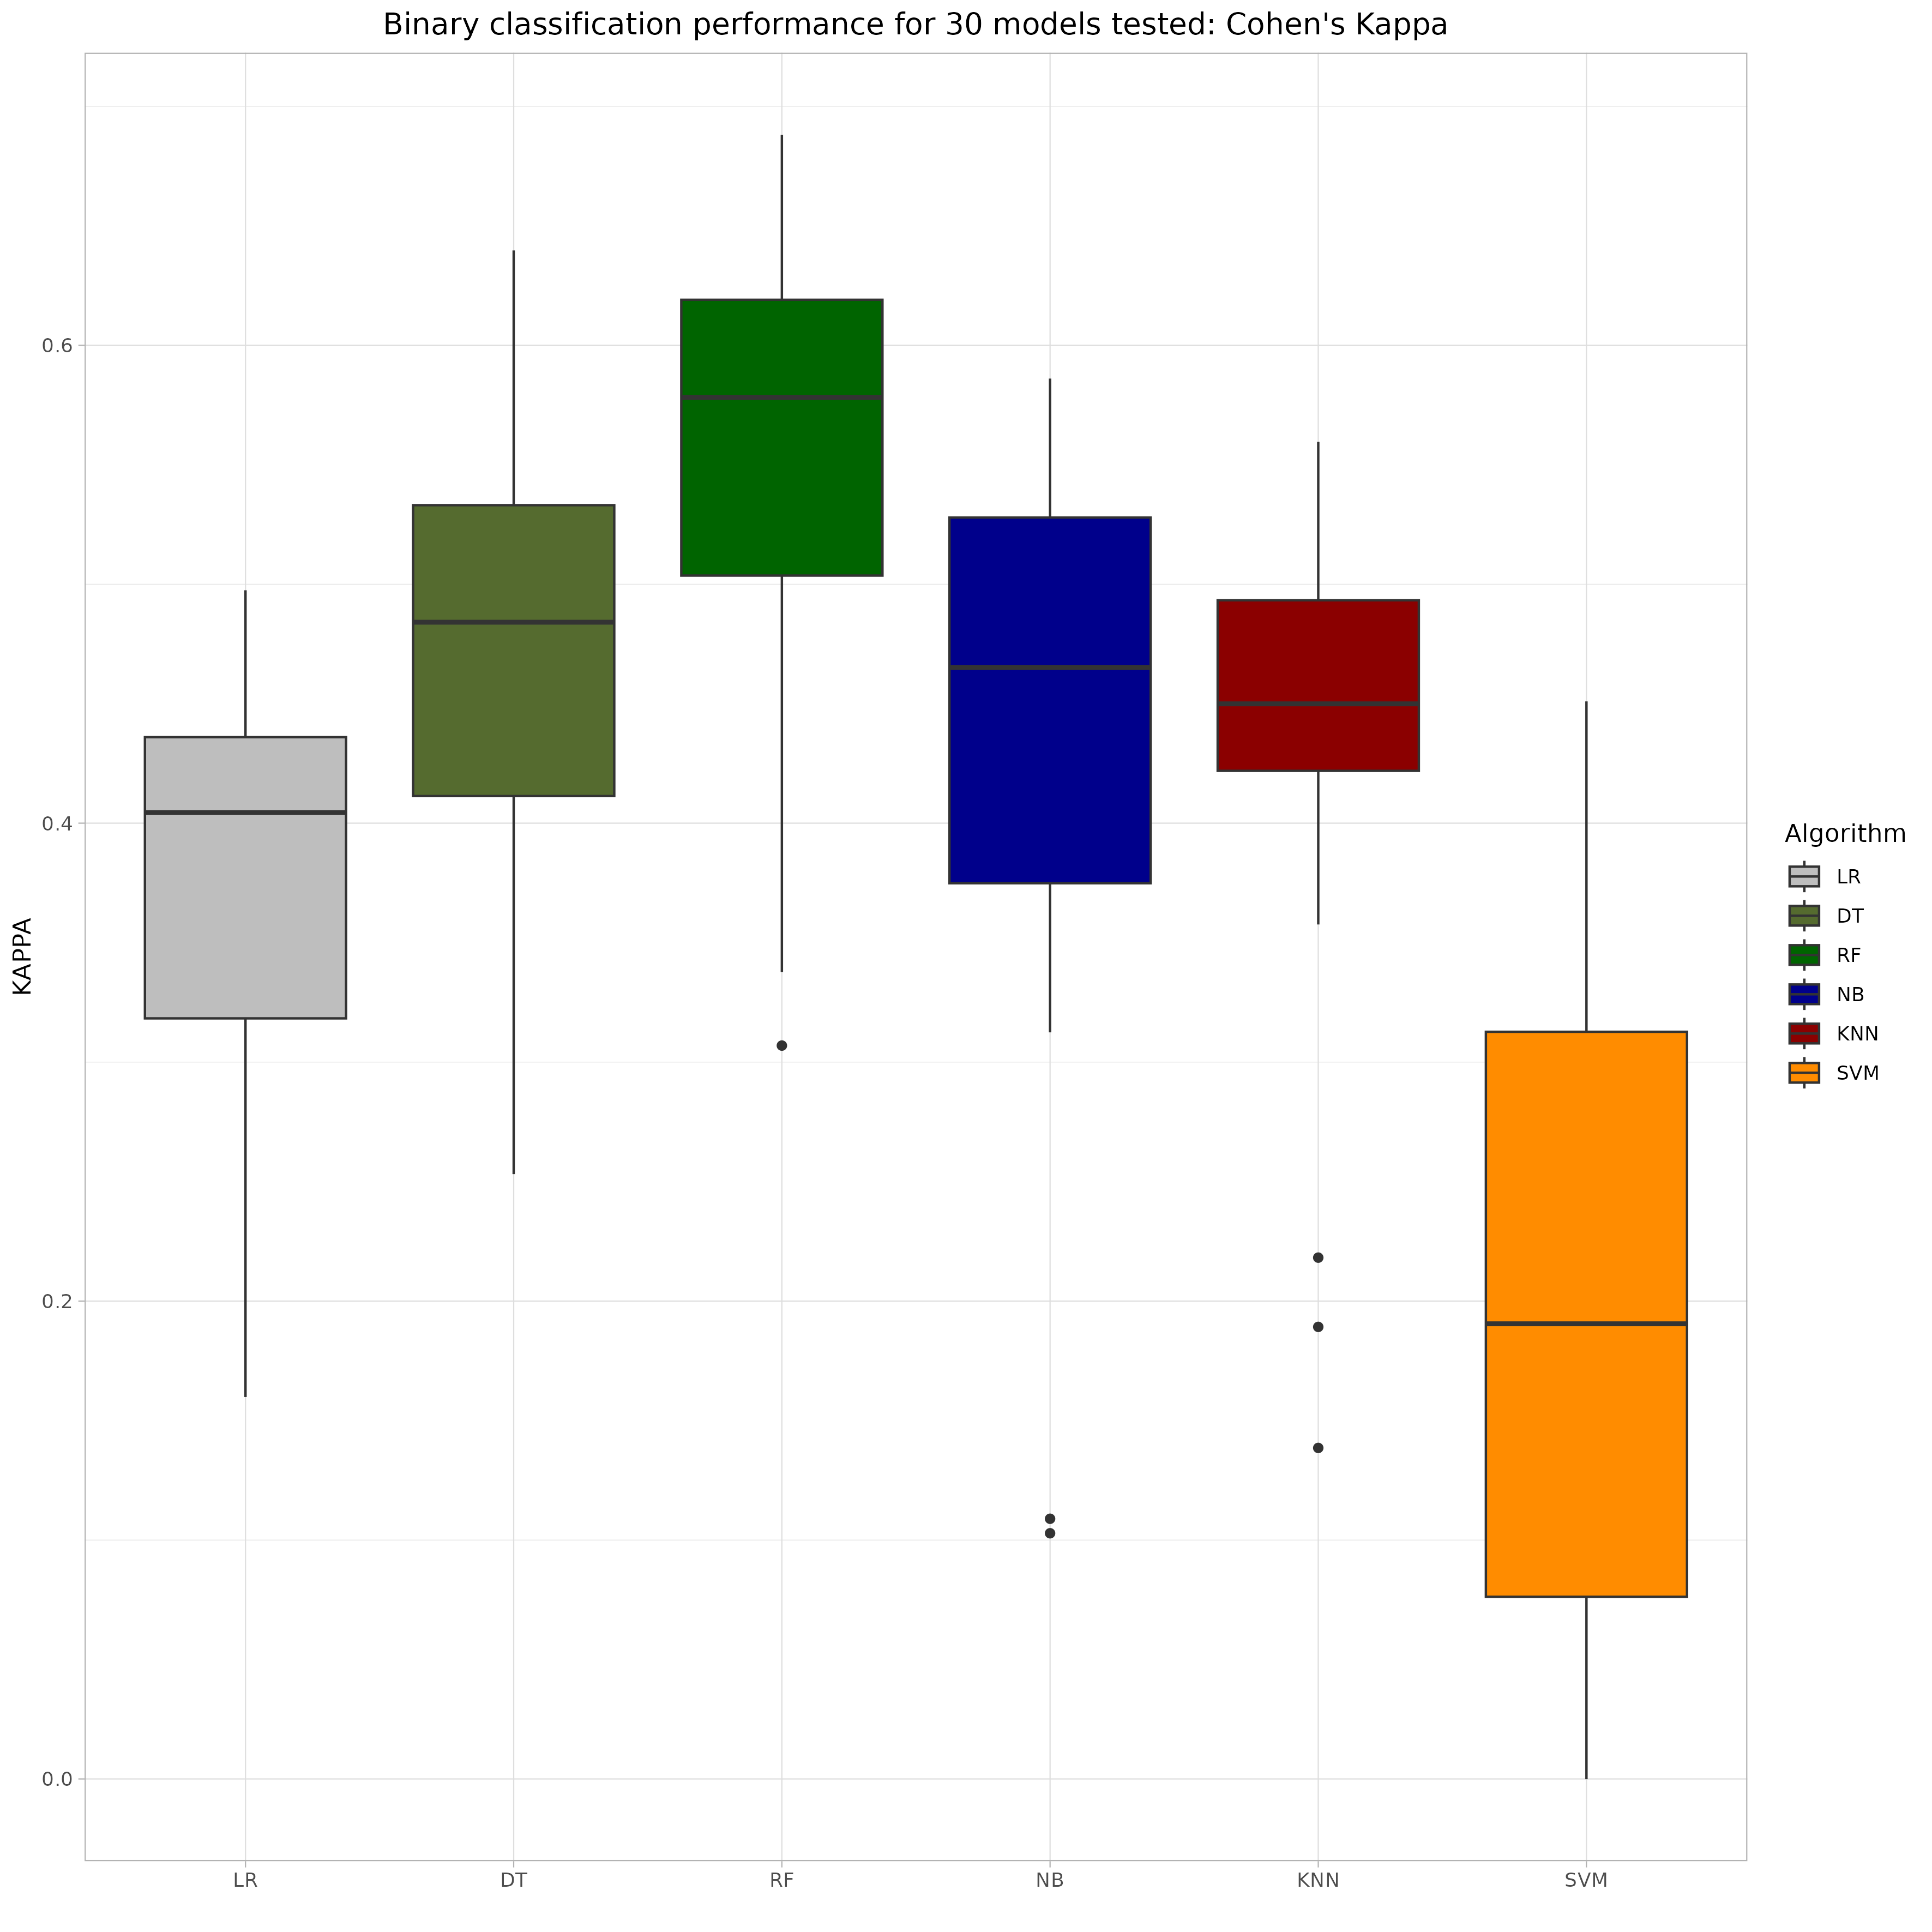 Binary classification performance for 30 models tested: Cohen's Kappa
KAPPA
0.6
0.4
0.2
0.0
LR DT RF NB KNN SVM
Algorithm
LR
DT
RF
NB
KNN
SVM